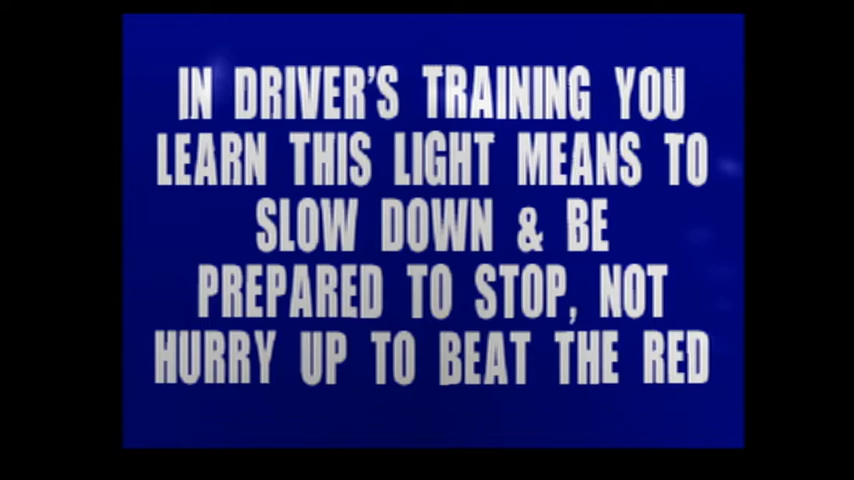 IN DRIVER'S TRAINING YOU
LEARN THIS LIGHT MEANS TO
SLOW DOWN & BE
PREPARED TO STOP, NOT
HURRY UP TO BEAT THE RED